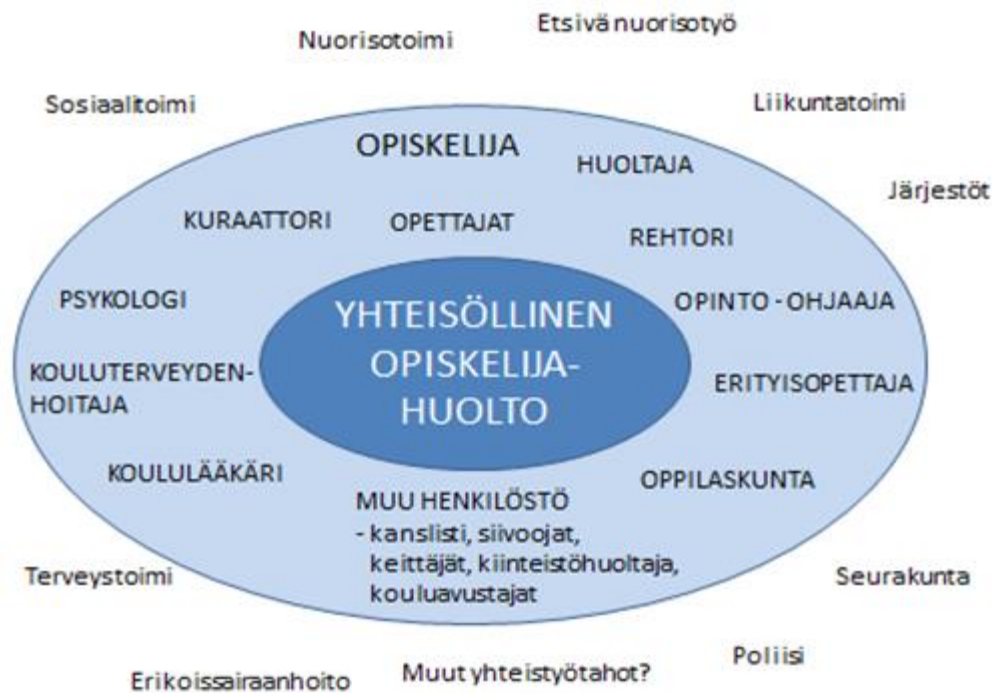 Etsivä nuorisotyö
Nuorisotoimi
Sosiaalitoimi
Liikuntatoimi
Järjestöt
OPISKELIJA
HUOLTAJA
KURAATTORI
OPETTAJAT
REHTORI
PSYKOLOGI
OPINTO - OHJAAJA
YHTEISÖLLINEN
OPISKELIJA-
HUOLTO
KOULUTERVEYDEN-
HOITAJA
ERITYISOPETTAJA
KOULULÄÄKÄRI
OPPILASKUNTA
MUU HENKILÖSTÖ
- kanslisti, siivoojat,
keittäjät, kiinteistöhuoltaja,
kouluavustajat
Terveystoimi
Seurakunta
Poliisi
Erikoissairaanhoito
Muut yhteistyötahot?